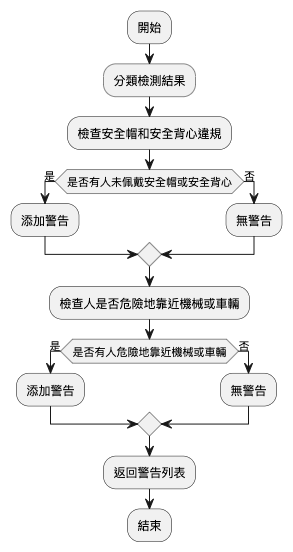 開始
分類檢測結果
檢查安全帽和安全背心違規
是否有人未佩戴安全帽或安全背心
是
否
添加警告
無警告
檢查人是否危險地靠近機械或車輛
是否有人危險地靠近機械或車輛
是
否
添加警告
無警告
返回警告列表
結束